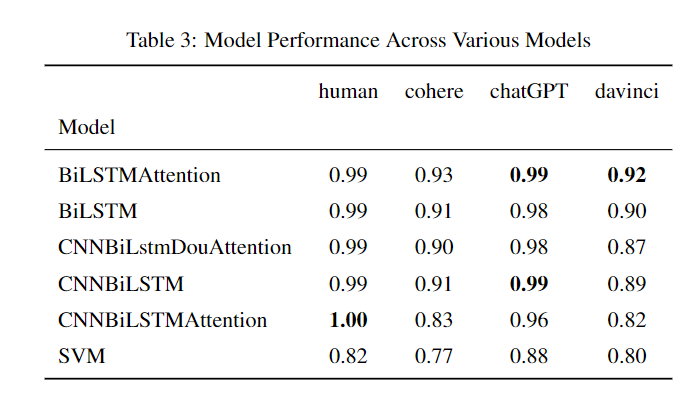 Table 3: Model Performance Across Various Models
human cohere chatGPT davinci
Model
BiLSTMAttention 0.99 0.93 0.99 0.92
BiLSTM 0.99 0.91 0.98 0.90
CNNBiLstmDouAttention 0.99 0.90 0.98 0.87
CNNBiLSTM 0.99 0.91 0.99 0.89
CNNBiLSTMAttention 1.00 0.83 0.96 0.82
SVM 0.82 0.77 0.88 0.80